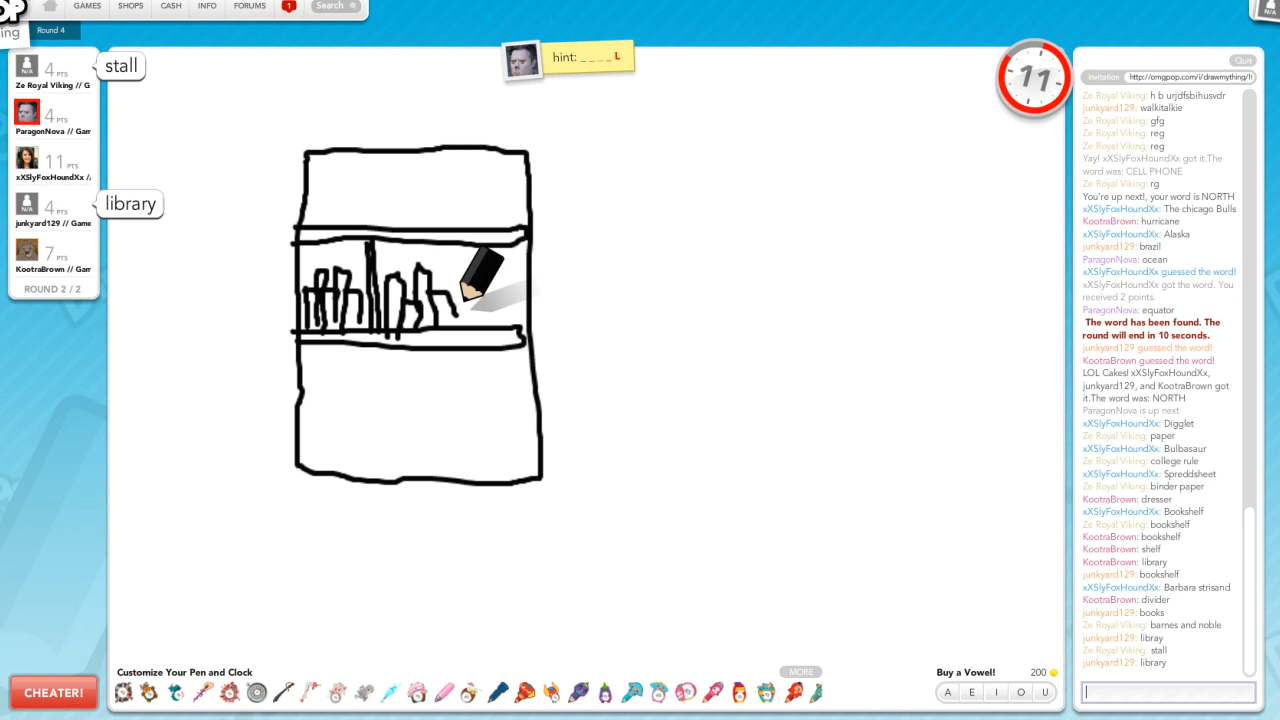 OP
GAMES
SHOPS
CASH
INFO
FORUMS
1
Search
N/A
ing
Round 4
N/A
4 PTS
Ze Royal Viking // G
stall
4 PTS
ParagonNova // Gam
11 PTS
xXSlyFoxHoundXx //
N/A
4 PTS
junkyard129 // Game
library
7 PTS
KootraBrown // Gam
ROUND 2 / 2
hint: _ _ _ _ L
11
Quit
Invitation
http://omgpop.com/i/drawmything/l
Ze Royal Viking: h b urjdfsbihusvdr
junkyard129: walkitalkie
Ze Royal Viking: gfg
Ze Royal Viking: reg
Ze Royal Viking: reg
Yay! xXSlyFoxHoundXx got it.The
word was: CELL PHONE
Ze Royal Viking: rg
You're up next!, your word is NORTH
xXSlyFoxHoundXx: The chicago Bulls
KootraBrown: hurricane
xXSlyFoxHoundXx: Alaska
junkyard129: brazil
ParagonNova: ocean
xXSlyFoxHoundXx guessed the word!
xXSlyFoxHoundXx got the word. You
received 2 points.
ParagonNova: equator
The word has been found. The
round will end in 10 seconds.
junkyard129 guessed the word!
KootraBrown guessed the word!
LOL Cakes! xXSlyFoxHoundXx,
junkyard129, and KootraBrown got
it.The word was: NORTH
ParagonNova is up next
xXSlyFoxHoundXx: Digglet
Ze Royal Viking: paper
xXSlyFoxHoundXx: Bulbasaur
Ze Royal Viking: college rule
xXSlyFoxHoundXx: Spreddsheet
Ze Royal Viking: binder paper
KootraBrown: dresser
xXSlyFoxHoundXx: Bookshelf
Ze Royal Viking: bookshelf
KootraBrown: bookshelf
KootraBrown: shelf
KootraBrown: library
junkyard129: bookshelf
xXSlyFoxHoundXx: Barbara strisand
KootraBrown: divider
junkyard129: books
Ze Royal Viking: barnes and noble
junkyard129: libray
Ze Royal Viking: stall
junkyard129: library
Customize Your Pen and Clock
MORE
Buy a Vowel!
200
A E I O U
CHEATER!